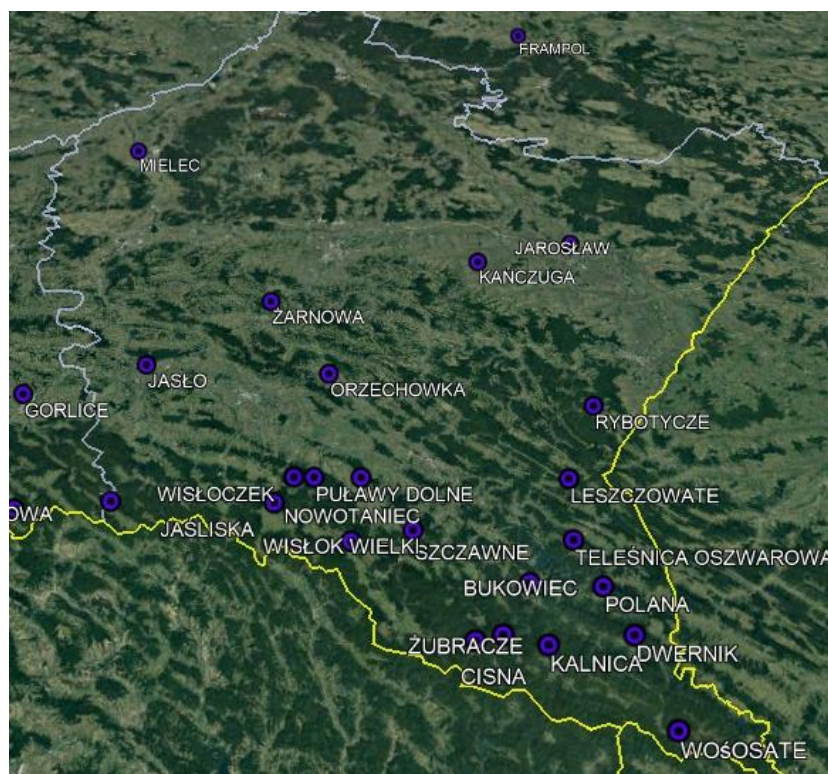 FRAMPOL
MIELEC
JAROSŁAW
KAŃCZUGA
ŻARNOWA
JASŁO
ORZECHOWKA
GORLICE
RYBOTYCZE
WISŁOCZEK
PUŁAWY DOLNE
LESZCZOWATE
OWA
NOWOTANIEC
JAŚLISKA
WISŁOK WIELKI
SZCZAWNE
TELEŚNICA OSZWAROWA
BUKOWIEC
POLANA
ŻUBRACZE
KALNICA
DWERNIK
CISNA
WOśOSATE